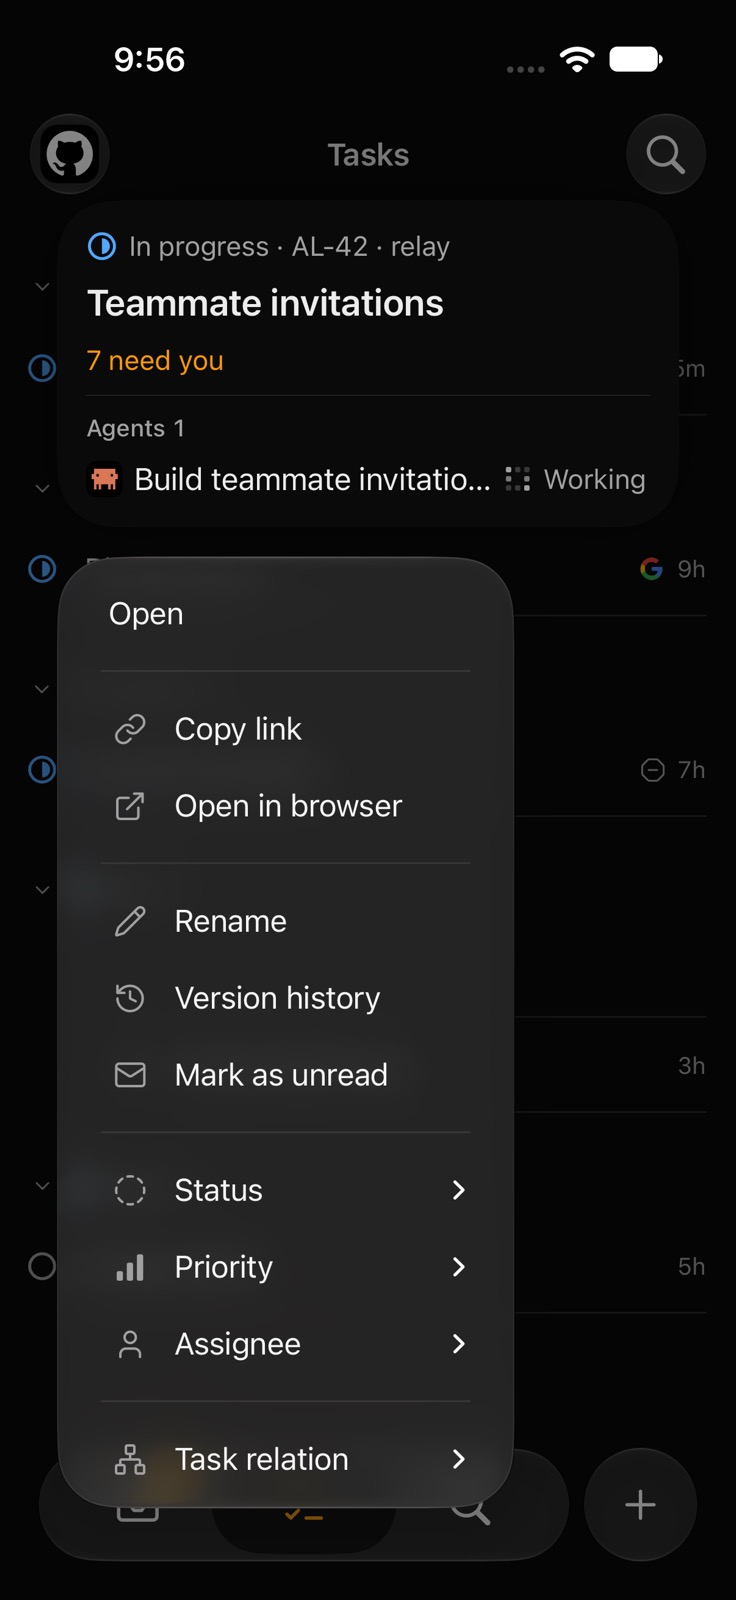 9:56
Tasks
In progress · AL-42 · relay
Teammate invitations
7 need you
5m
Agents 1
Build teammate invitatio... Working
9h
Open
Copy link
7h
Open in browser
Rename
Version history
Mark as unread
3h
Status
Priority
5h
Assignee
Task relation